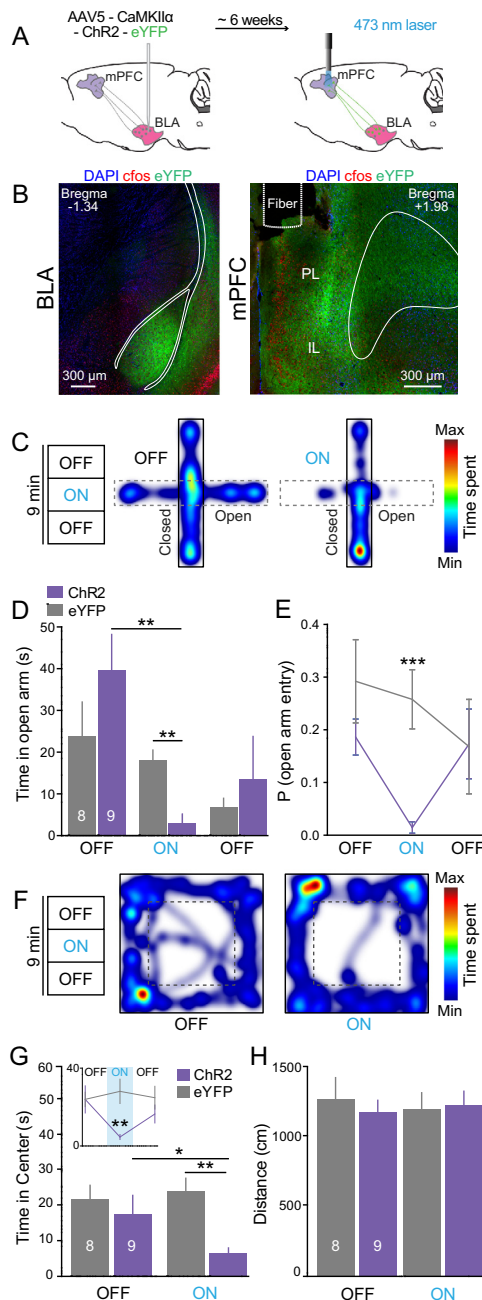 A
AAV5 - CaMKIIα
- ChR2 - eYFP
~ 6 weeks
473 nm laser
mPFC
BLA
mPFC
BLA
B
DAPI cfos eYFP
DAPI cfos eYFP
Bregma
-1.34
BLA
300 µm
Fiber
Bregma
+1.98
mPFC
PL
IL
300 µm
C
9 min
OFF
ON
OFF
OFF
Closed
Open
ON
Closed
Open
Max
Time spent
Min
D
ChR2
eYFP
Time in open arm (s)
50
40
30
20
10
0
**
**
8
9
OFF
ON
OFF
E
P (open arm entry)
0.4
0.3
0.2
0.1
0.0
***
OFF
ON
OFF
F
9 min
OFF
ON
OFF
OFF
ON
Max
Time spent
Min
G
Time in Center (s)
60
50
40
30
20
10
0
40
0
OFF ON OFF
**
ChR2
eYFP
*
**
8
9
OFF
ON
H
Distance (cm)
1500
1000
500
0
8
9
OFF
ON